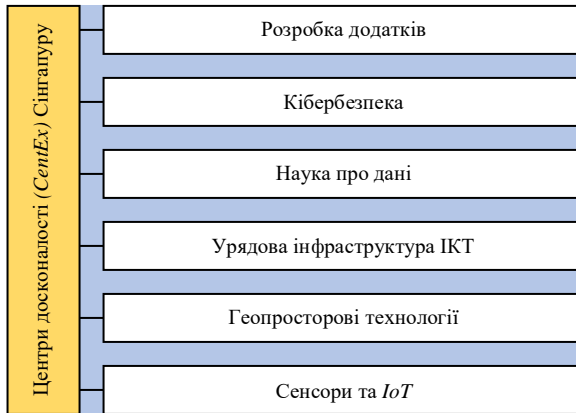 Центри досконалості (CentEx) Сінгапуру
Розробка додатків
Кібербезпека
Наука про дані
Урядова інфраструктура ІКТ
Геопросторові технології
Сенсори та IoT